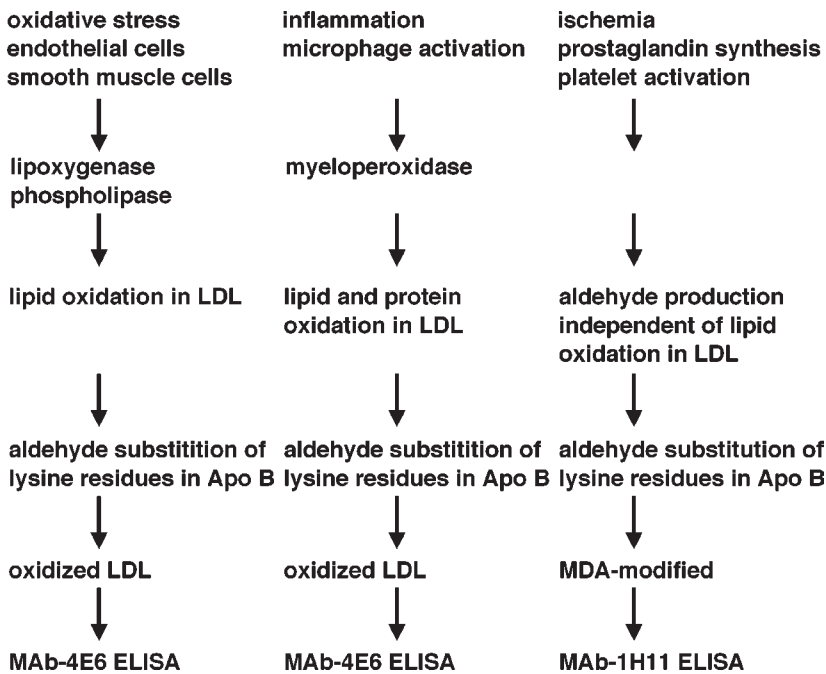 oxidative stress
endothelial cells
smooth muscle cells
lipoxygenase
phospholipase
lipid oxidation in LDL
aldehyde substitition of
lysine residues in Apo B
oxidized LDL
MAb-4E6 ELISA
inflammation
microphage activation
myeloperoxidase
lipid and protein
oxidation in LDL
aldehyde substitition of
lysine residues in Apo B
oxidized LDL
MAb-4E6 ELISA
ischemia
prostaglandin synthesis
platelet activation
aldehyde production
independent of lipid
oxidation in LDL
aldehyde substitution of
lysine residues in Apo B
MDA-modified
MAb-1H11 ELISA